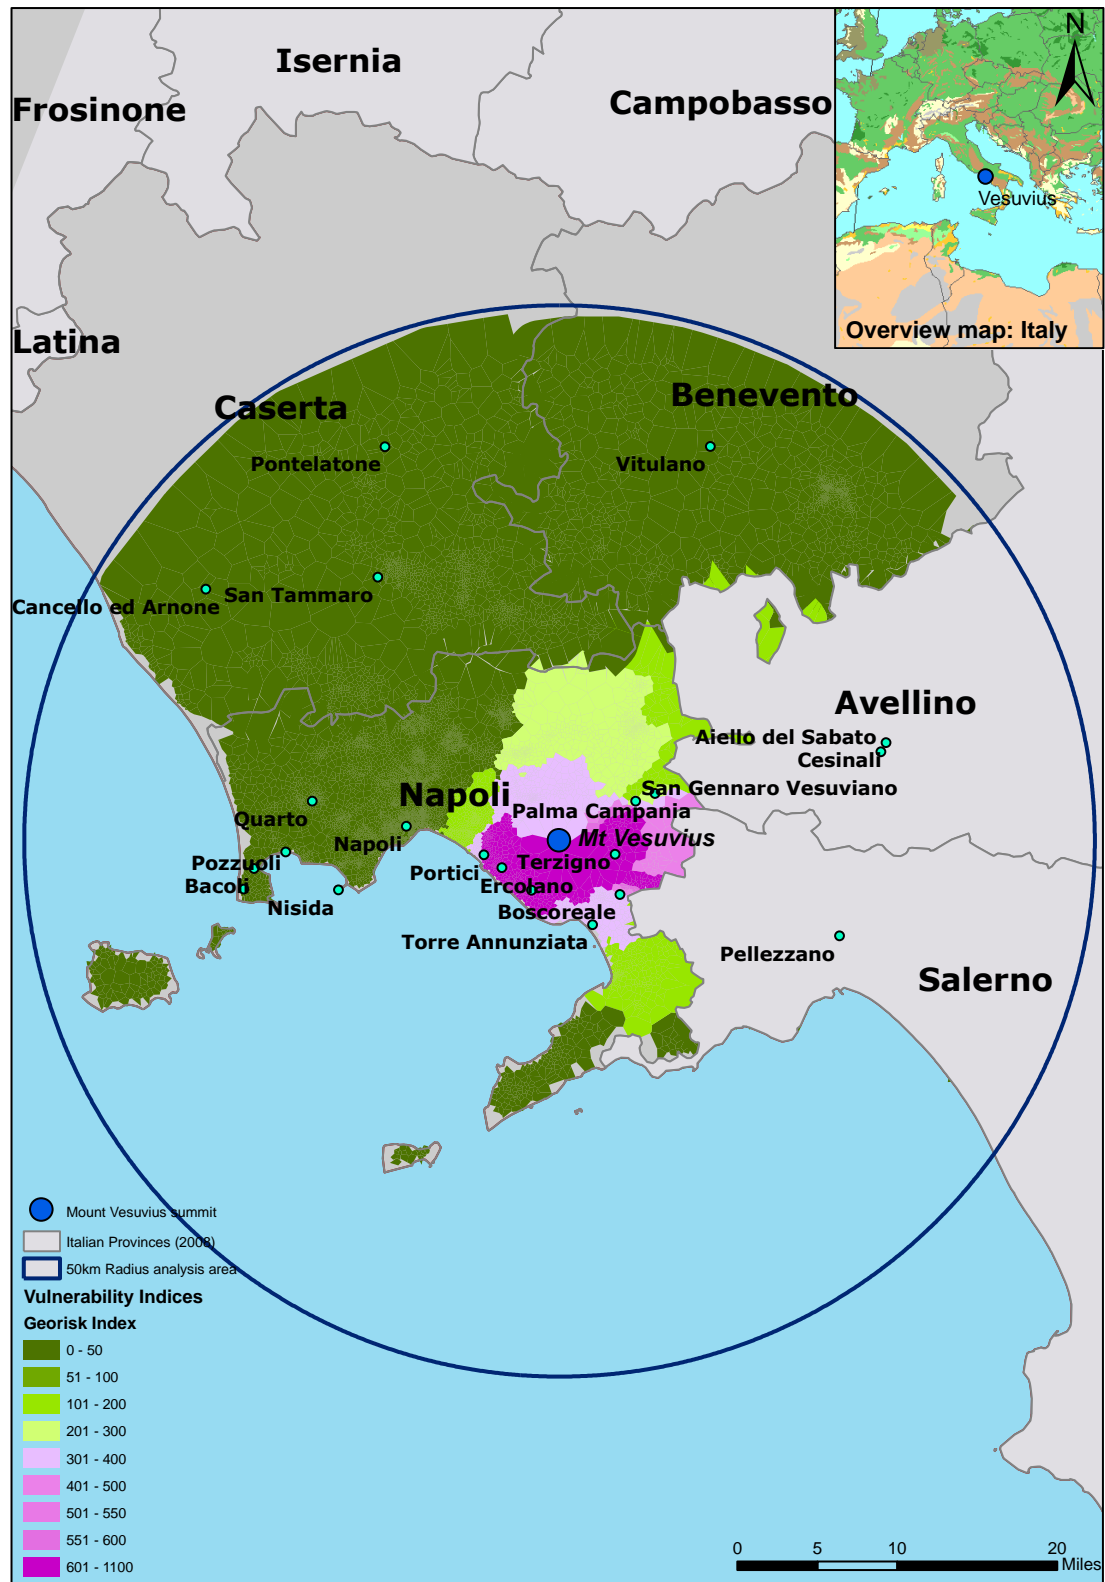 Isernia
N
Frosinone
Campobasso
Vesuvius
Overview map: Italy
Latina
Caserta
Benevento
Pontelatone
Vitulano
Cancello ed Arnone
San Tammaro
Avellino
Aiello del Sabato
Cesinali
San Gennaro Vesuviano
Napoli
Palma Campania
Quarto
Napoli
Mt Vesuvius
Pozzuoli
Portici
Terzigno
Bacoli
Ercolano
Nisida
Boscoreale
Torre Annunziata
Pellezzano
Salerno
Mount Vesuvius summit
Italian Provinces (2008)
50km Radius analysis area
Vulnerability Indices
Georisk Index
0 - 50
51 - 100
101 - 200
201 - 300
301 - 400
401 - 500
501 - 550
551 - 600
601 - 1100
0 5 10 20
Miles